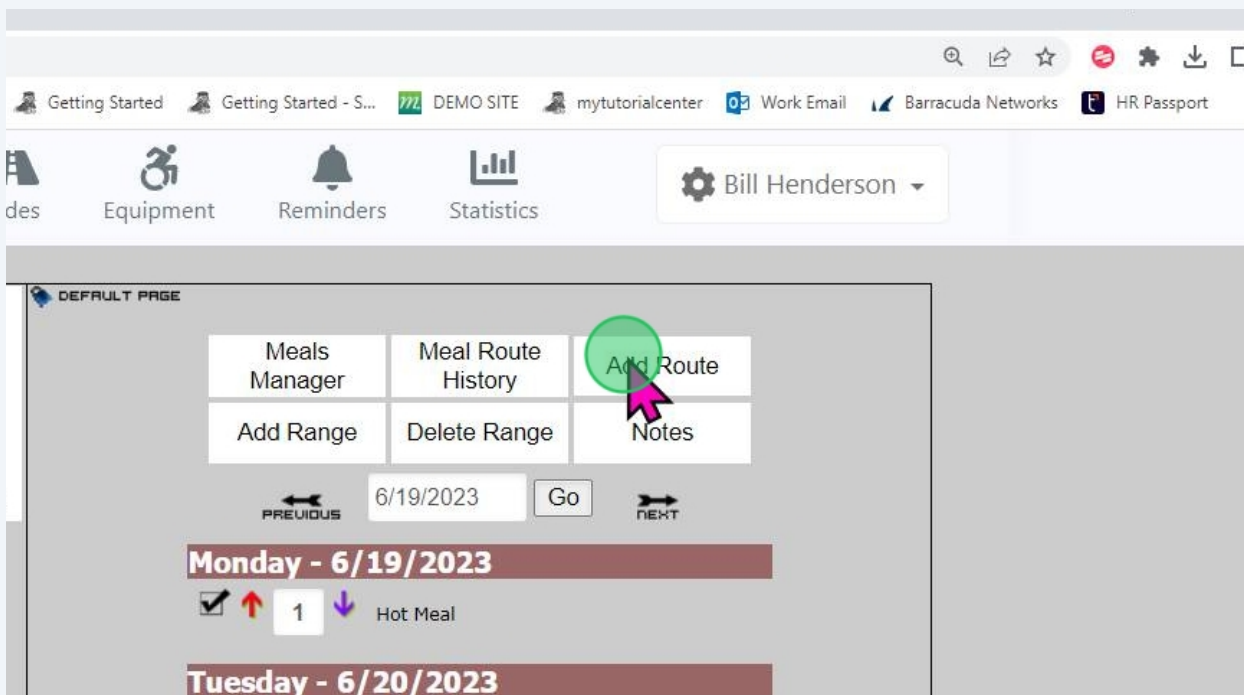 Getting Started Getting Started - S... m DEMO SITE mytutorialcenter Work Email Barracuda Networks HR Passport
des Equipment Reminders Statistics Bill Henderson
DEFAULT PAGE
Meals Manager Meal Route History Add Route
Add Range Delete Range Notes
PREVIOUS 6/19/2023 Go NEXT
Monday - 6/19/2023
1 Hot Meal
Tuesday - 6/20/2023